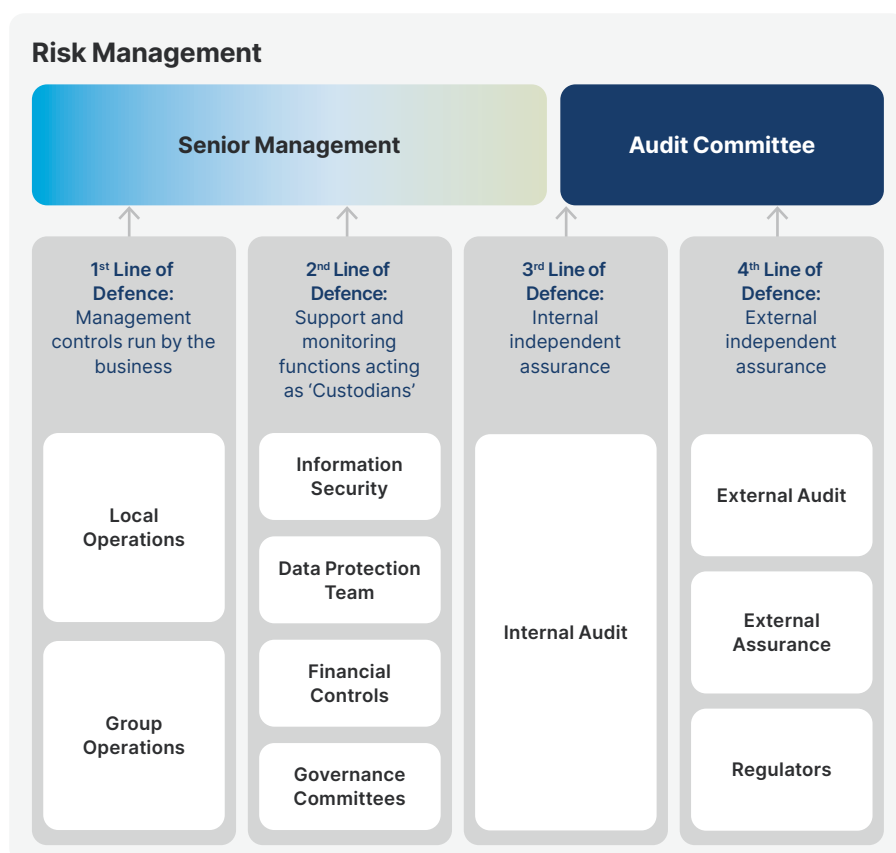 Risk Management
Senior Management
Audit Committee
1st Line of
Defence:
Management
controls run by the
business
Local
Operations
Group
Operations
2nd Line of
Defence:
Support and
monitoring
functions acting
as ‘Custodians’
Information
Security
Data Protection
Team
Financial
Controls
Governance
Committees
3rd Line of
Defence:
Internal
independent
assurance
Internal Audit
4th Line of
Defence:
External
independent
assurance
External Audit
External
Assurance
Regulators